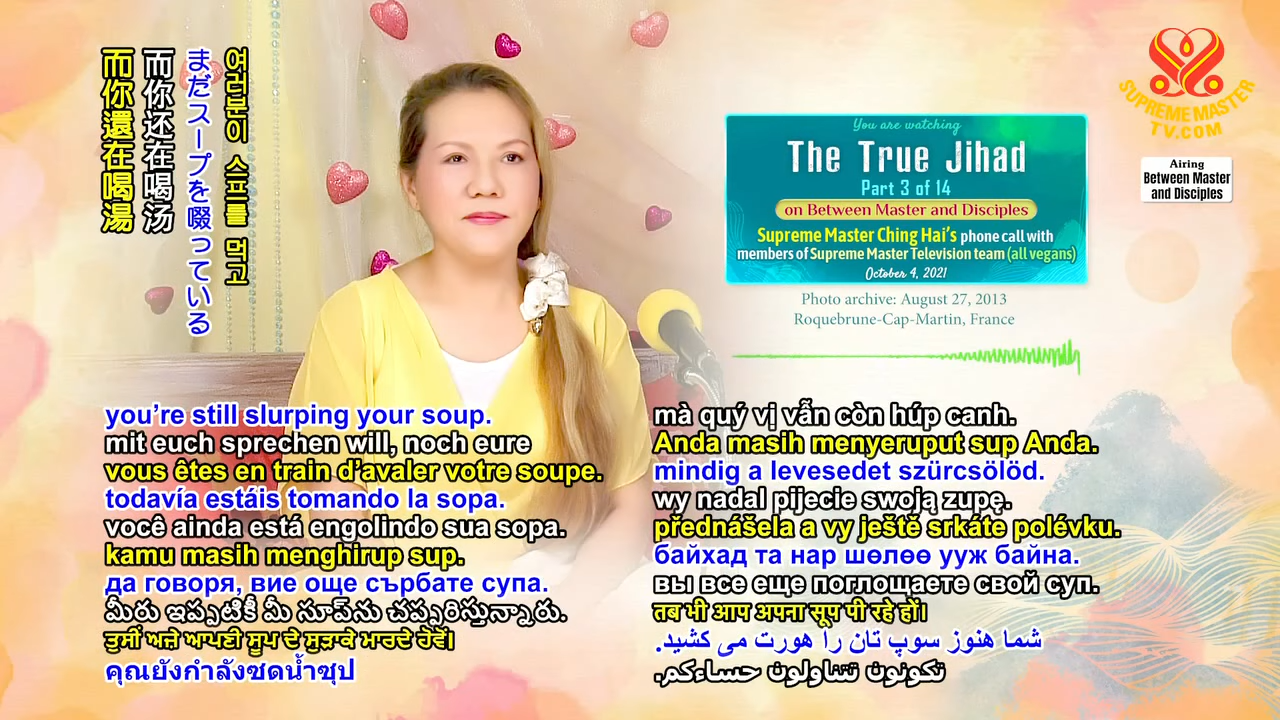 而你還在喝湯
而你还在喝汤
まだスープを啜っている
여러분이 스프를 먹고
SUPREME MASTER
TV.COM
Airing
Between Master
and Disciples
You are watching
The True Jihad
Part 3 of 14
on Between Master and Disciples
Supreme Master Ching Hai's phone call with
members of Supreme Master Television team (all vegans)
October 4, 2021
Photo archive: August 27, 2013
Roquebrune-Cap-Martin, France
you're still slurping your soup.
mit euch sprechen will, noch eure
vous êtes en train d'avaler votre soupe.
todavía estáis tomando la sopa.
você ainda está engolindo sua sopa.
kamu masih menghirup sup.
да говоря, вие още сърбате супа.
మీరు ఇప్పటికీ మీ సూప్‌ను చప్పరిస్తున్నారు.
ਤੁਸੀਂ ਅਜੇ ਆਪਣੀ ਸੂਪ ਦੇ ਸੁੜਾਕੇ ਮਾਰਦੇ ਹੋਵੋਂ।
คุณยังกำลังซดน้ำซุป
mà quý vị vẫn còn húp canh.
Anda masih menyeruput sup Anda.
mindig a levesedet szürcsölöd.
wy nadal pijecie swoją zupę.
přednášela a vy ještě srkáte polévku.
байхад та нар шөлөө ууж байна.
вы все еще поглощаете свой суп.
तब भी आप अपना सूप पी रहे हों।
شما هنوز سوپ تان را هورت می کشید.
تكونون تتناولون حساءكم.